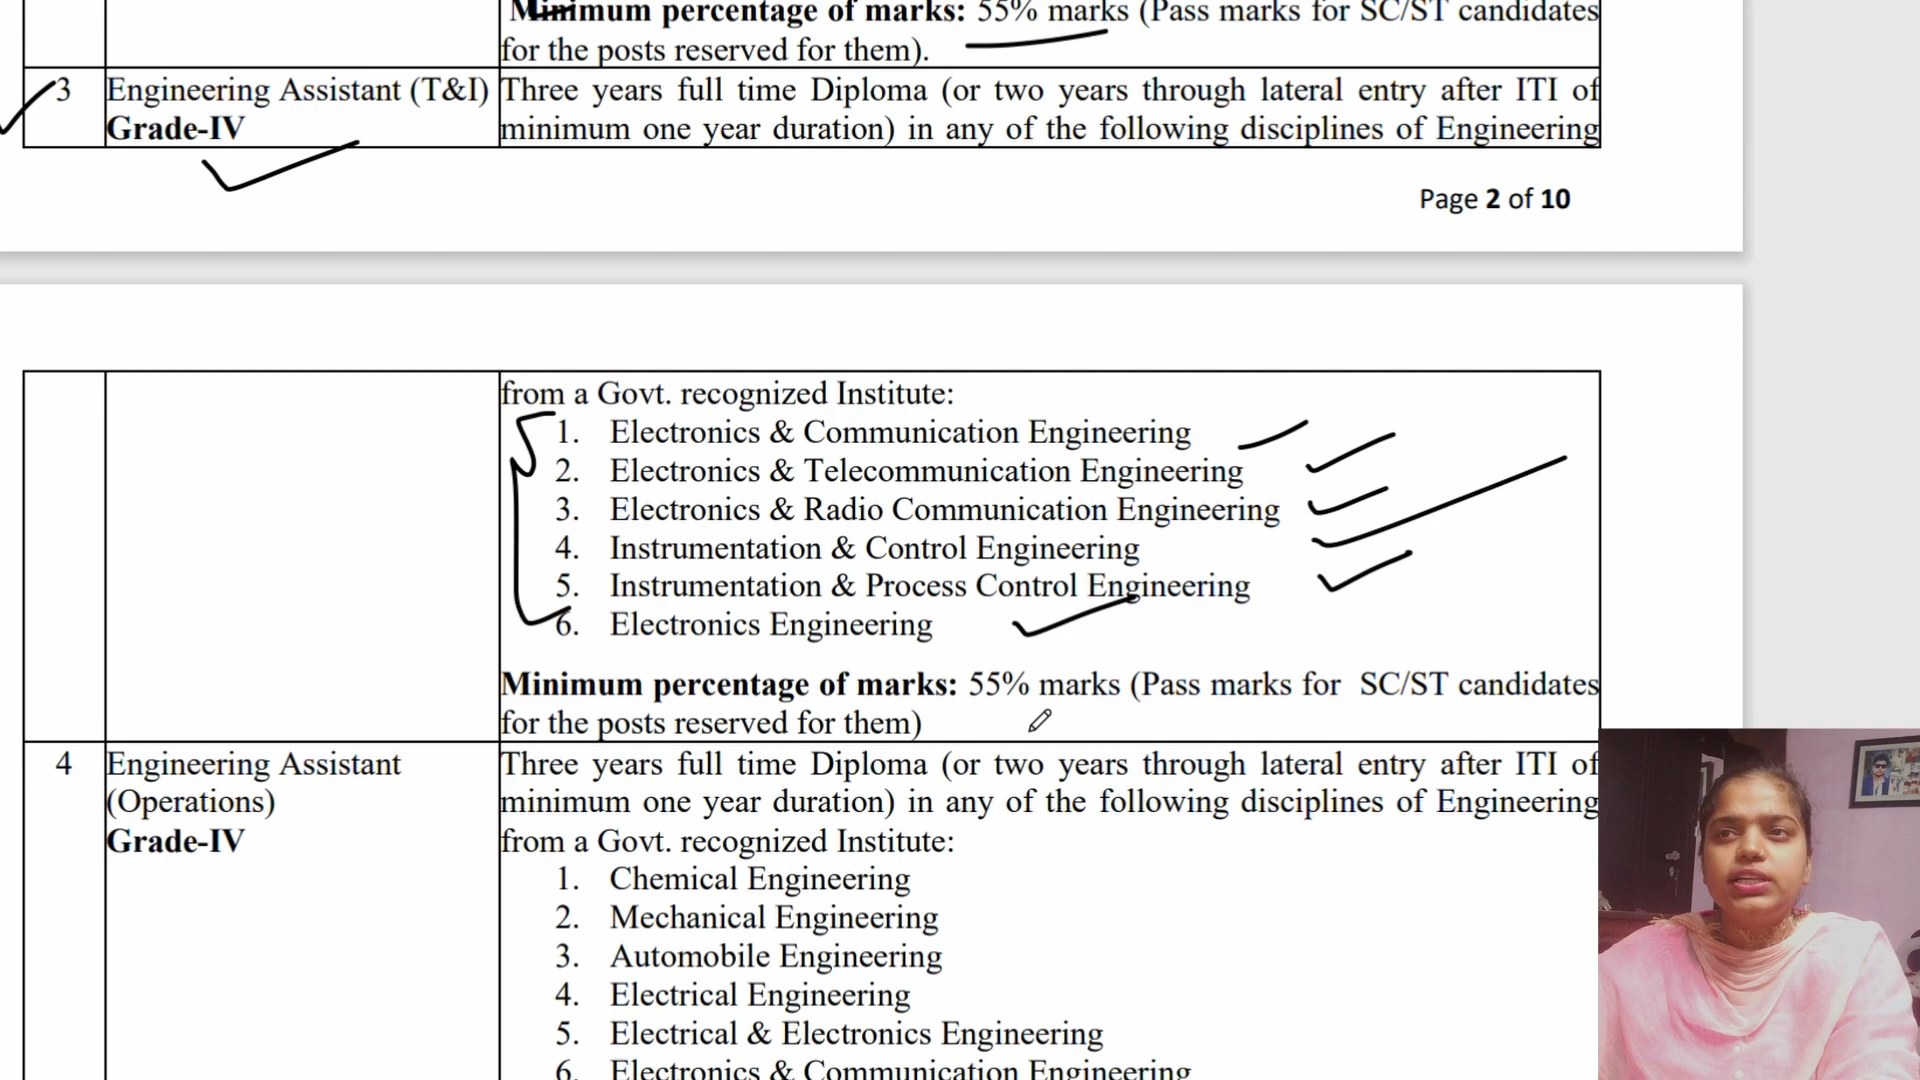 Minimum percentage of marks: 55% marks (Pass marks for SC/ST candidates
for the posts reserved for them).
3 Engineering Assistant (T&I) Three years full time Diploma (or two years through lateral entry after ITI of
Grade-IV minimum one year duration) in any of the following disciplines of Engineering
Page 2 of 10
from a Govt. recognized Institute:
1. Electronics & Communication Engineering
2. Electronics & Telecommunication Engineering
3. Electronics & Radio Communication Engineering
4. Instrumentation & Control Engineering
5. Instrumentation & Process Control Engineering
6. Electronics Engineering
Minimum percentage of marks: 55% marks (Pass marks for SC/ST candidates
for the posts reserved for them)
4 Engineering Assistant Three years full time Diploma (or two years through lateral entry after ITI of
(Operations) minimum one year duration) in any of the following disciplines of Engineering
Grade-IV from a Govt. recognized Institute:
1. Chemical Engineering
2. Mechanical Engineering
3. Automobile Engineering
4. Electrical Engineering
5. Electrical & Electronics Engineering
6. Electronics & Communication Engineering